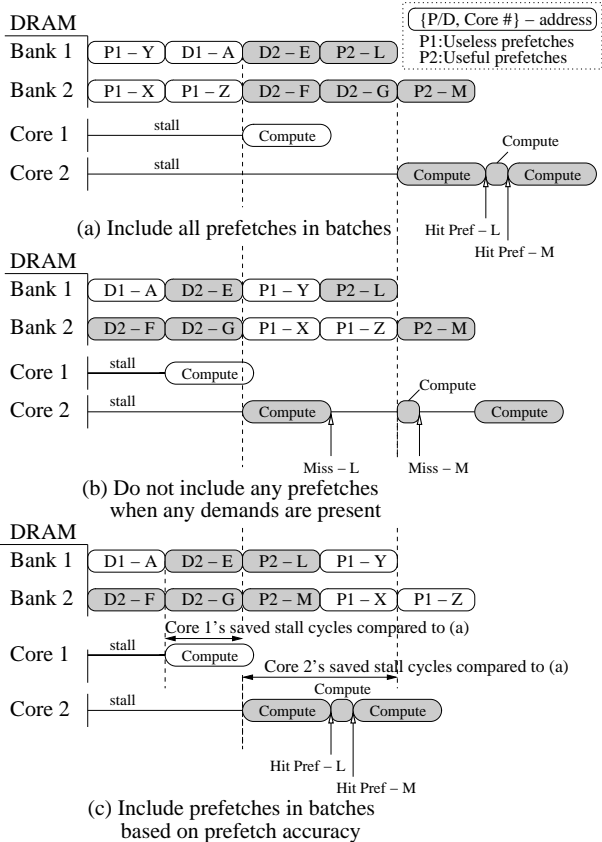 DRAM
{P/D, Core #} – address
P1:Useless prefetches
P2:Useful prefetches
Bank 1 P1 – Y D1 – A D2 – E P2 – L
Bank 2 P1 – X P1 – Z D2 – F D2 – G P2 – M
Core 1 stall Compute
Core 2 stall Compute Compute Compute
Hit Pref – L
Hit Pref – M
(a) Include all prefetches in batches
DRAM
Bank 1 D1 – A D2 – E P1 – Y P2 – L
Bank 2 D2 – F D2 – G P1 – X P1 – Z P2 – M
Core 1 stall Compute
Core 2 stall Compute Compute Compute
Miss – L Miss – M
(b) Do not include any prefetches
when any demands are present
DRAM
Bank 1 D1 – A D2 – E P2 – L P1 – Y
Bank 2 D2 – F D2 – G P2 – M P1 – X P1 – Z
Core 1's saved stall cycles compared to (a)
Core 1 stall Compute
Core 2's saved stall cycles compared to (a)
Core 2 stall Compute Compute Compute
Hit Pref – L
Hit Pref – M
(c) Include prefetches in batches
based on prefetch accuracy